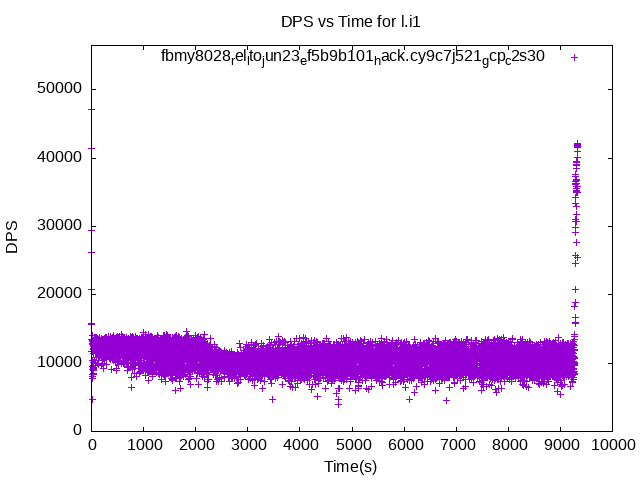 DPS vs Time for l.i1
fbmy8028relltojun23ef5b9b101hack.cy9c7j521gcpc2s30
50000
40000
30000
20000
10000
0
DPS
0 1000 2000 3000 4000 5000 6000 7000 8000 9000 10000
Time(s)